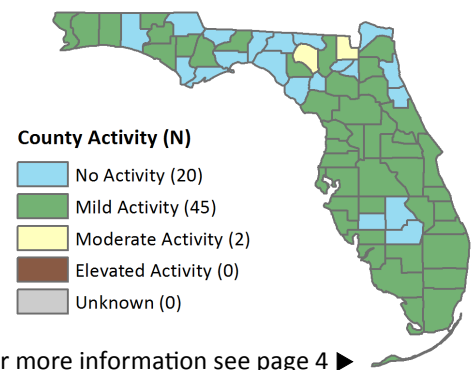 County Activity (N)
No Activity (20)
Mild Activity (45)
Moderate Activity (2)
Elevated Activity (0)
Unknown (0)
r more information see page 4 ▶